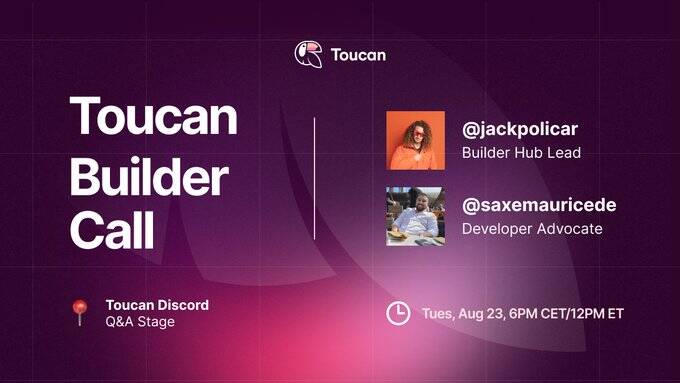 Toucan
Toucan
Builder
Call
@jackpolicar
Builder Hub Lead
@saxemauricede
Developer Advocate
Toucan Discord
Q&A Stage
Tues, Aug 23, 6PM CET/12PM ET